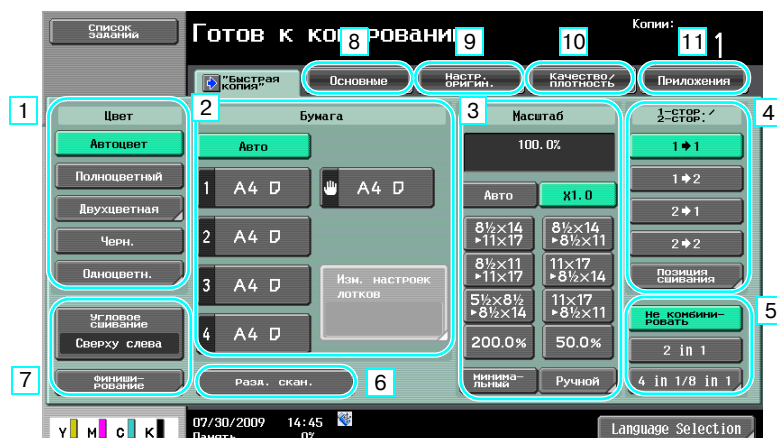 Список
заданий
Готов к копированию
Копии:
1
8
9
10
11
"Быстрая
копия"
Основные
Настр.
оригин.
Качество/
плотность
Приложения
1
Цвет
Автоцвет
Полноцветный
Двухцветная
Черн.
Одноцветн.
2
Бумага
Авто
1 A4
A4
2 A4
3 A4
4 A4
Изм. настроек
лотков
3
Масштаб
100.0%
Авто
X1.0
8½×14
▸11×17
8½×14
▸8½×11
8½×11
▸11×17
11×17
▸8½×14
5½×8½
▸8½×14
11×17
▸8½×11
200.0%
50.0%
минима-
льный
Ручной
4
1-стор./
2-стор.
1➧1
1➧2
2➧1
2➧2
Позиция
сшивания
5
Не комбини-
ровать
2 in 1
4 in 1/8 in 1
7
Угловое
сшивание
Сверху слева
Финиши-
рование
6
Разд. скан.
Y M C K
07/30/2009 14:45
Память 0%
Language Selection